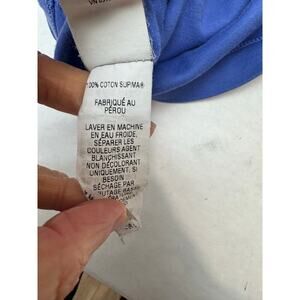 100% COTON SUPIMA®
FABRIQUÉ AU
PÉROU
LAVER EN MACHINE
EN EAU FROIDE,
SÉPARER LES
COULEURS AGENT
BLANCHISSANT
NON DÉCOLORANT
UNIQUEMENT, SI
BESOIN
SÉCHAGE PAR